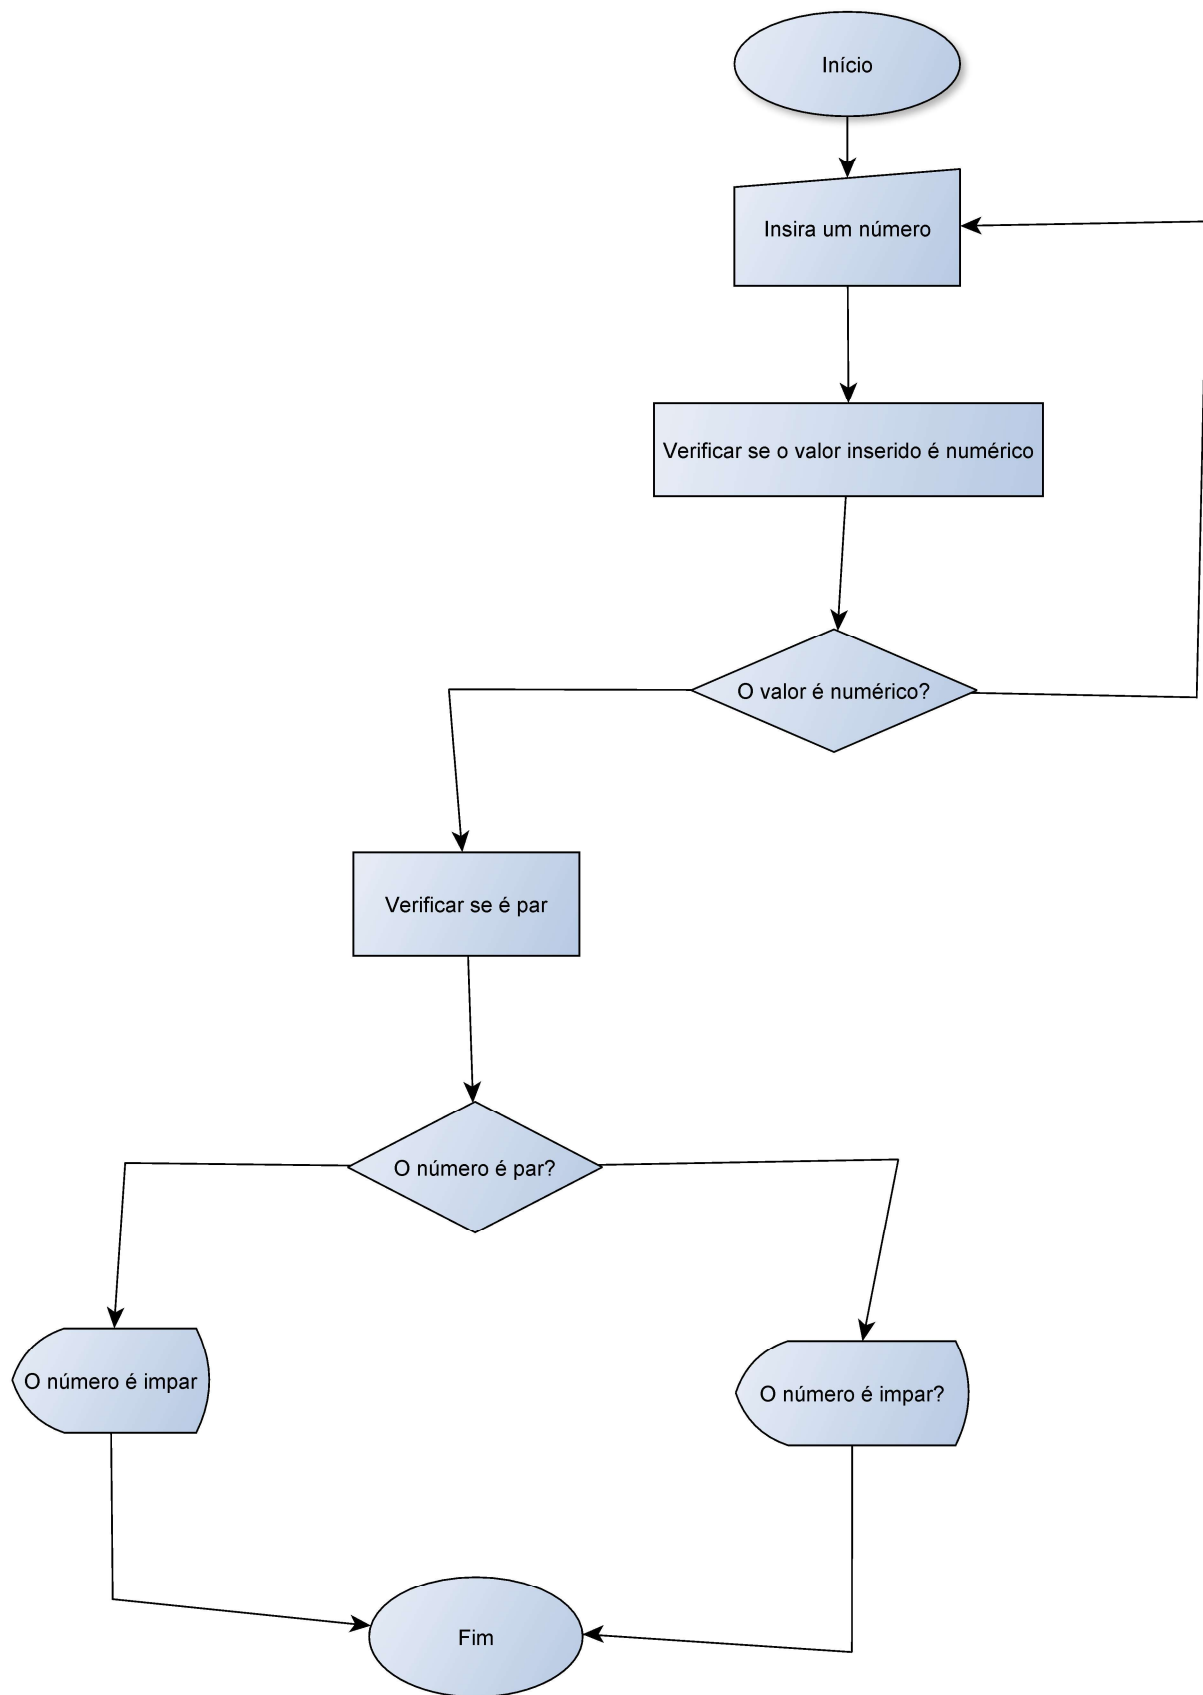 Início
Insira um número
Verificar se o valor inserido é numérico
O valor é numérico?
Verificar se é par
O número é par?
O número é impar
O número é impar?
Fim